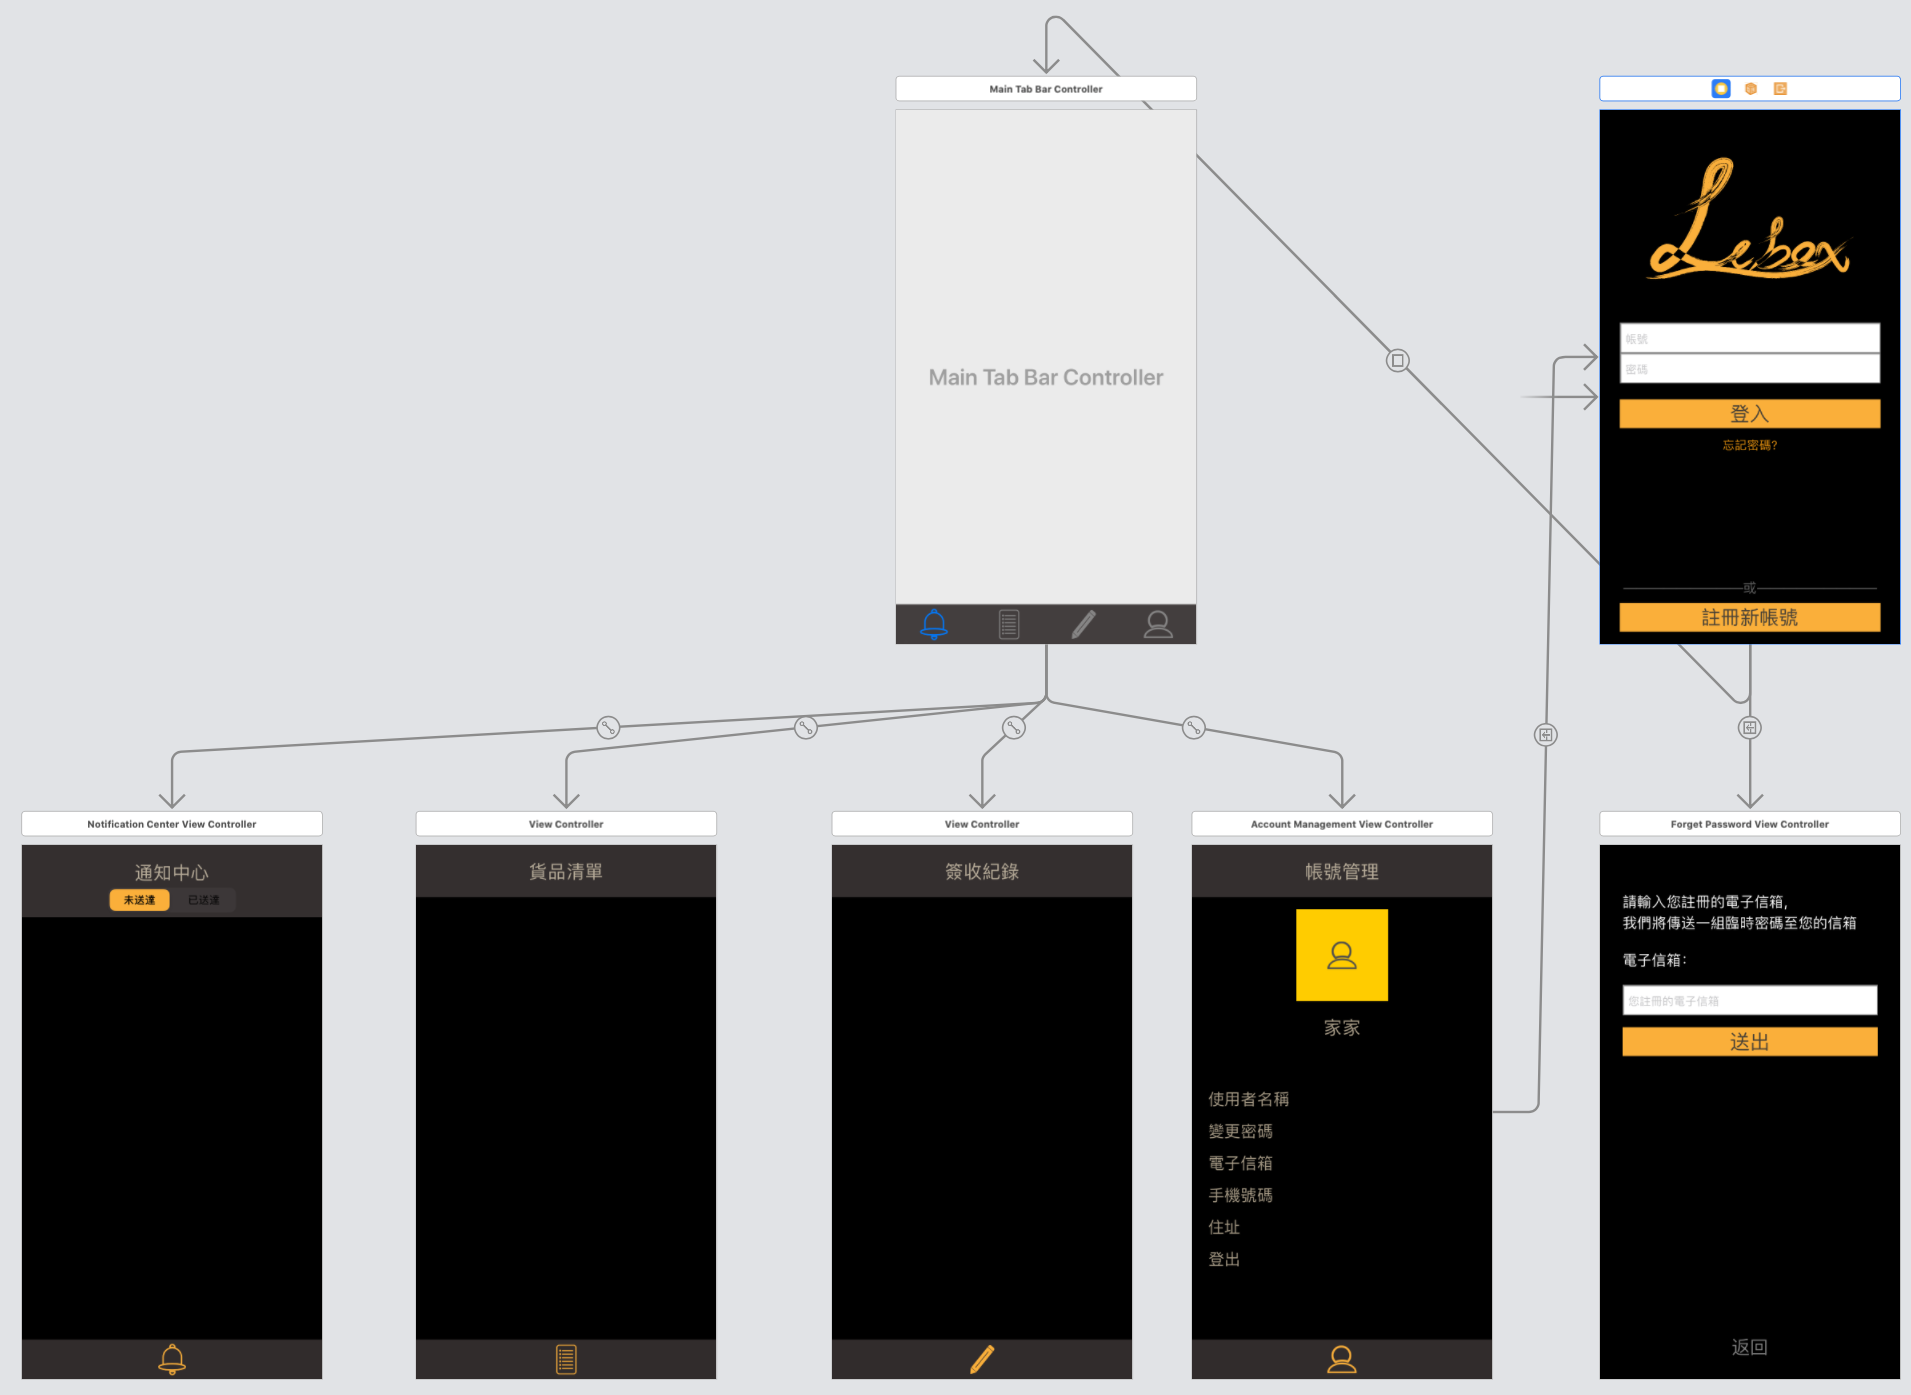 Main Tab Bar Controller
Main Tab Bar Controller
Lebox
帳號
密碼
登入
忘記密碼?
或
註冊新帳號
Notification Center View Controller
通知中心
未送達
已送達
View Controller
貨品清單
View Controller
簽收紀錄
Account Management View Controller
帳號管理
家家
使用者名稱
變更密碼
電子信箱
手機號碼
住址
登出
Forget Password View Controller
請輸入您註冊的電子信箱,
我們將傳送一組臨時密碼至您的信箱
電子信箱:
您註冊的電子信箱
送出
返回